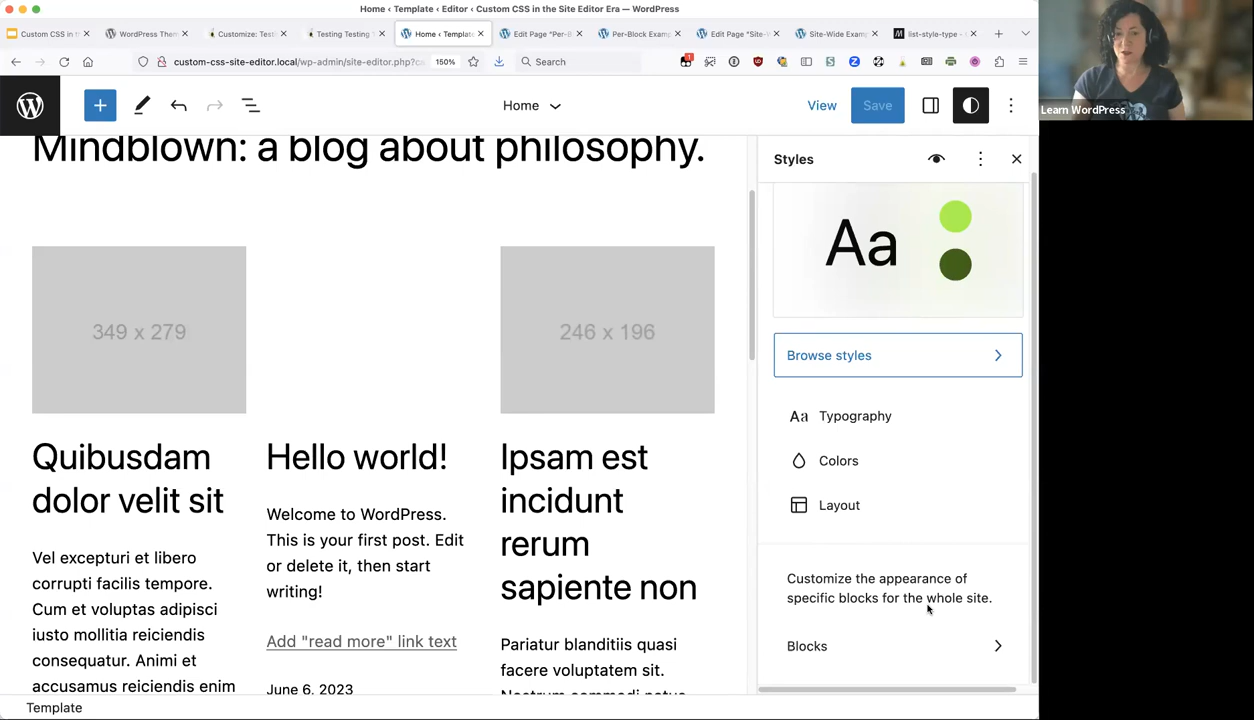 Home ‹ Template ‹ Editor ‹ Custom CSS in the Site Editor Era — WordPress
Custom CSS in t
WordPress Them
Customize: Test
Testing Testing
Home ‹ Templat
Edit Page "Per-B
Per-Block Examp
Edit Page "Site-W
Site-Wide Examp
list-style-type -
custom-css-site-editor.local/wp-admin/site-editor.php?
150%
Search
Home
View
Save
Learn WordPress
Mindblown: a blog about philosophy.
349 x 279
246 x 196
Quibusdam
dolor velit sit
Vel excepturi et libero
corrupti facilis tempore.
Cum et voluptas adipisci
iusto mollitia reiciendis
consequatur. Animi et
accusamus reiciendis enim
Hello world!
Welcome to WordPress.
This is your first post. Edit
or delete it, then start
writing!
Add "read more" link text
June 6, 2023
Ipsam est
incidunt
rerum
sapiente non
Pariatur blanditiis quasi
facere voluptatem sit.
Styles
Aa
Browse styles
Aa Typography
Colors
Layout
Customize the appearance of
specific blocks for the whole site.
Blocks
Template